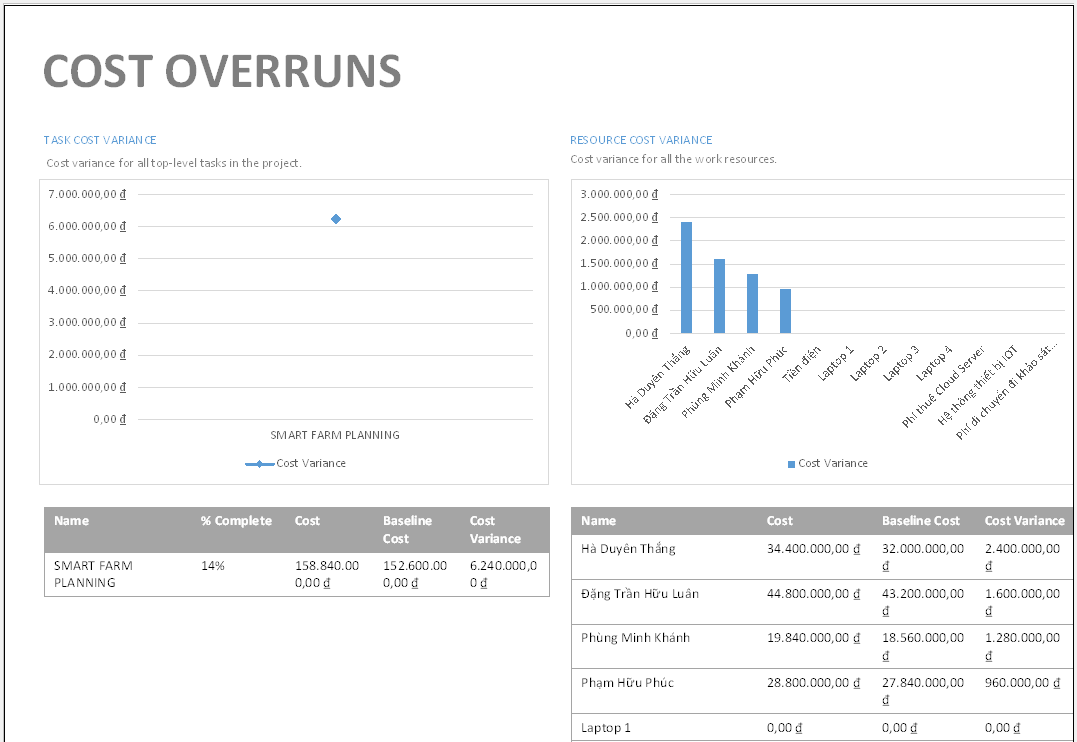 COST OVERRUNS
TASK COST VARIANCE
Cost variance for all top-level tasks in the project.
7.000.000,00 ₫
6.000.000,00 ₫
5.000.000,00 ₫
4.000.000,00 ₫
3.000.000,00 ₫
2.000.000,00 ₫
1.000.000,00 ₫
0,00 ₫
SMART FARM PLANNING
Cost Variance
Name % Complete Cost Baseline Cost Cost Variance
SMART FARM PLANNING 14% 158.840.000,00 ₫ 152.600.000,00 ₫ 6.240.000,00 ₫
RESOURCE COST VARIANCE
Cost variance for all the work resources.
3.000.000,00 ₫
2.500.000,00 ₫
2.000.000,00 ₫
1.500.000,00 ₫
1.000.000,00 ₫
500.000,00 ₫
0,00 ₫
Hà Duyên Thắng
Đặng Trần Hữu Luân
Phùng Minh Khánh
Phạm Hữu Phúc
Tiền điện
Laptop 1
Laptop 2
Laptop 3
Laptop 4
Phí thuê Cloud Server
Hệ thống thiết bị IOT
Phí di chuyển đi khảo sát...
Cost Variance
Name Cost Baseline Cost Cost Variance
Hà Duyên Thắng 34.400.000,00 ₫ 32.000.000,00 ₫ 2.400.000,00 ₫
Đặng Trần Hữu Luân 44.800.000,00 ₫ 43.200.000,00 ₫ 1.600.000,00 ₫
Phùng Minh Khánh 19.840.000,00 ₫ 18.560.000,00 ₫ 1.280.000,00 ₫
Phạm Hữu Phúc 28.800.000,00 ₫ 27.840.000,00 ₫ 960.000,00 ₫
Laptop 1 0,00 ₫ 0,00 ₫ 0,00 ₫